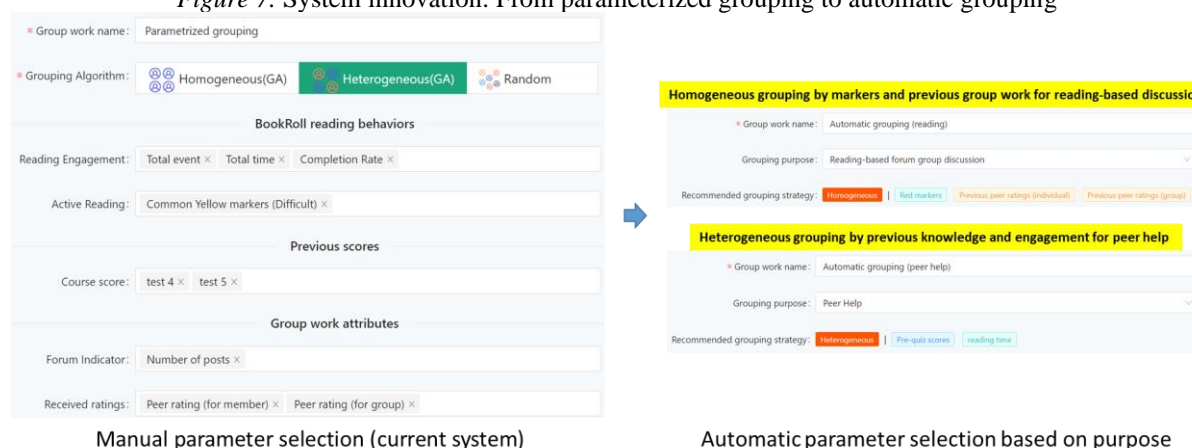 Figure 7. System innovation: From parameterized grouping to automatic grouping
* Group work name: Parametrized grouping
* Grouping Algorithm: Homogeneous(GA) Heterogeneous(GA) Random
BookRoll reading behaviors
Reading Engagement: Total event × Total time × Completion Rate ×
Active Reading: Common Yellow markers (Difficult) ×
Previous scores
Course score: test 4 × test 5 ×
Group work attributes
Forum Indicator: Number of posts ×
Received ratings: Peer rating (for member) × Peer rating (for group) ×
Manual parameter selection (current system)
Homogeneous grouping by markers and previous group work for reading-based discussio
* Group work name: Automatic grouping (reading)
Grouping purpose: Reading-based forum group discussion
Recommended grouping strategy: Homogeneous | Red markers Previous peer ratings (individual) Previous peer ratings (group)
Heterogeneous grouping by previous knowledge and engagement for peer help
* Group work name: Automatic grouping (peer help)
Grouping purpose: Peer Help
Recommended grouping strategy: Heterogeneous | Pre-quiz scores reading time
Automatic parameter selection based on purpose